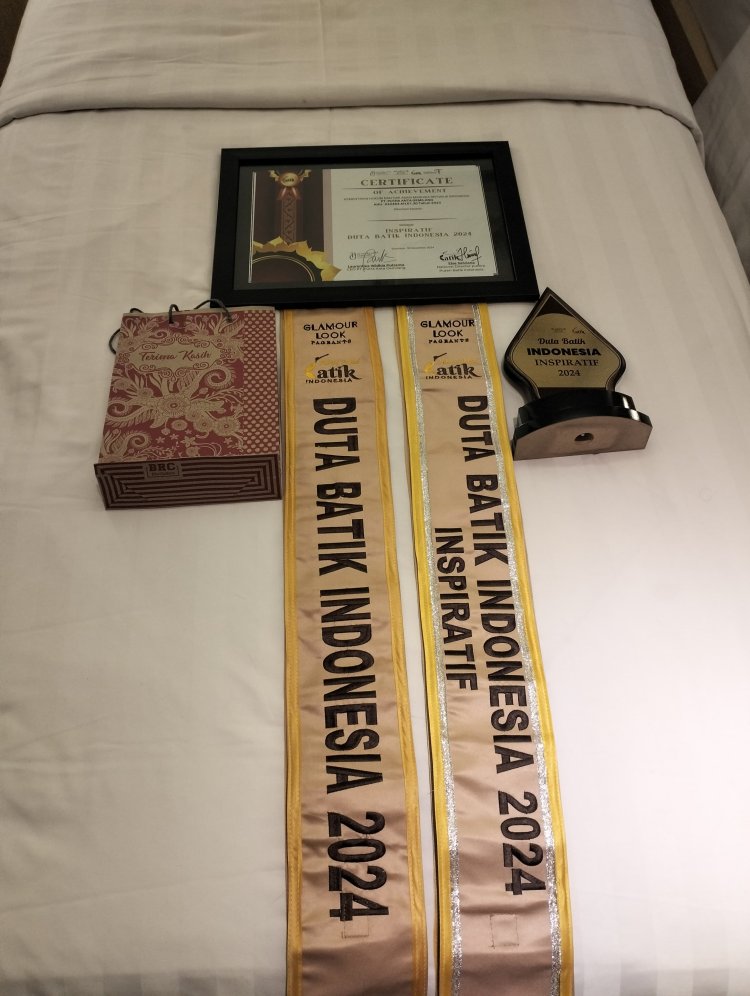 CERTIFICATE
OF ACHIEVEMENT
INSPIRATIF
DUTA BATIK INDONESIA 2024
Terima Kasih
BRC
GLAMOUR
LOOK
PAGEANTS
Batik
INDONESIA
DUTA BATIK INDONESIA 2024
GLAMOUR
LOOK
PAGEANTS
Batik
INDONESIA
DUTA BATIK INDONESIA 2024
INSPIRATIF
Duta Batik
INDONESIA
INSPIRATIF
2024